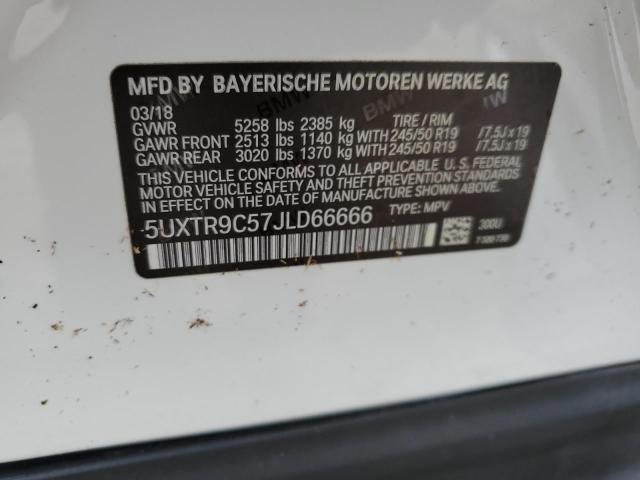 MFD BY BAYERISCHE MOTOREN WERKE AG
03/18
GVWR 5258 lbs 2385 kg TIRE / RIM
GAWR FRONT 2513 lbs 1140 kg WITH 245/50 R19 /7.5J x 19
GAWR REAR 3020 lbs 1370 kg WITH 245/50 R19 /7.5J x 19
THIS VEHICLE CONFORMS TO ALL APPLICABLE U.S. FEDERAL
MOTOR VEHICLE SAFETY, BUMPER, AND THEFT
PREVENTION STANDARDS IN EFFECT ON THE
DATE OF MANUFACTURE SHOWN ABOVE.
5UXTR9C57JLD66666 TYPE: MPV
300U